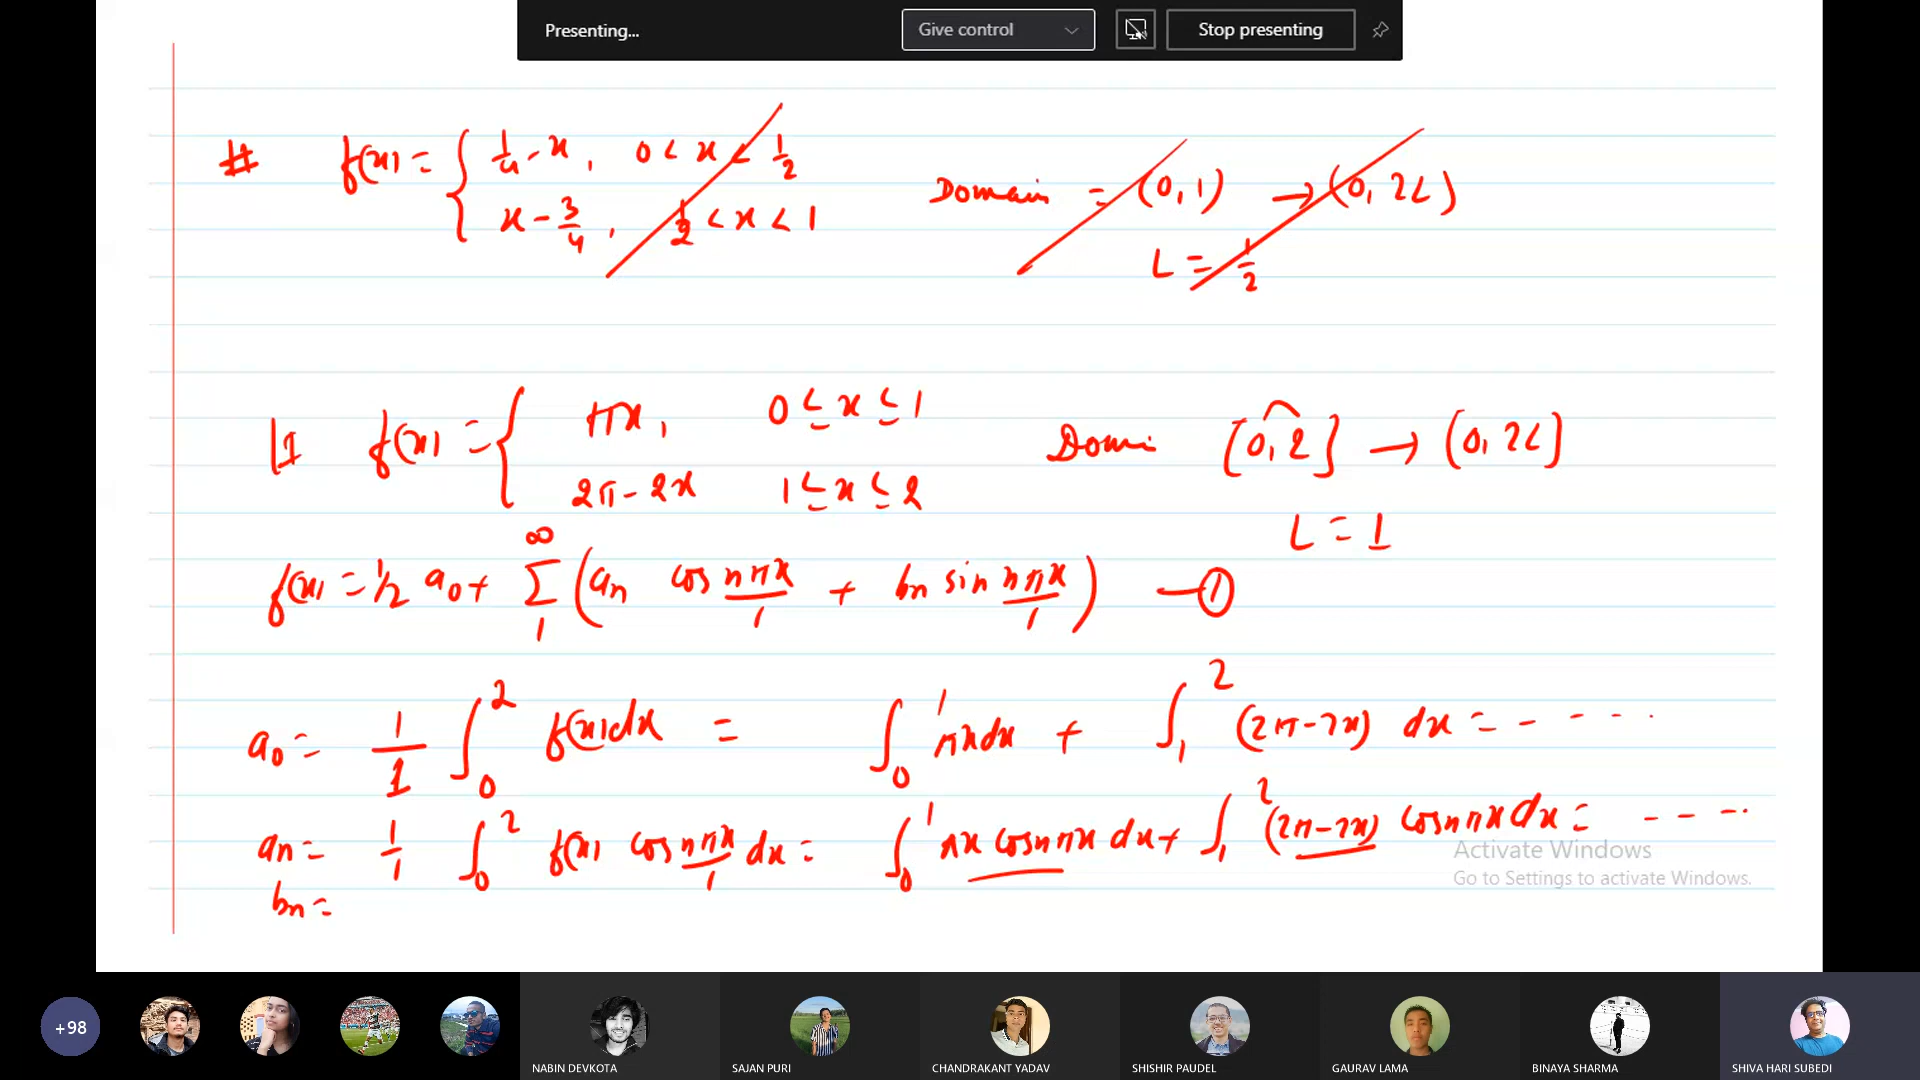 Presenting...
Give control
Stop presenting
# f(x) = { 1/4 - x, 0 < x < 1/2 Domain = (0, 1) → (0, 2L)
x - 3/4, 1/2 < x < 1 L = 1/2
f(x) = { πx, 0 ≤ x ≤ 1 [0, 2] → (0, 2L]
2π - 2x 1 ≤ x ≤ 2 L = 1
f(x) = 1/2 a0 + ∑ 1 ∞ (an cos nπx/1 + bn sin nπx/1) — ①
a0 = 1/1 ∫ 0 2 f(x)dx = ∫ 0 1 πx dx + ∫ 1 2 (2π - 2x) dx = - - - - -
an = 1/1 ∫ 0 2 f(x) cos nπx/1 dx = ∫ 0 1 πx cos nπx dx + ∫ 1 2 (2π - 2x) cos nπx dx = - - - - -
bn =
Activate Windows
Go to Settings to activate Windows.
+98
NABIN DEVKOTA
SAJAN PURI
CHANDRAKANT YADAV
SHISHIR PAUDEL
GAURAV LAMA
BINAYA SHARMA
SHIVA HARI SUBEDI